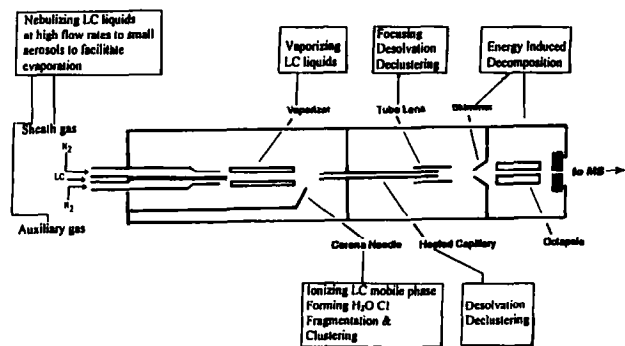 Nebulizing LC liquids
at high flow rates to small
aerosols to facilitate
evaporation
Vaporizing
LC liquids
Focusing
Desolvation
Declustering
Energy Induced
Decomposition
Vaporizer
Tube Lens
Skimmer
Sheath gas
N2
LC
N2
to MS
Auxiliary gas
Corona Needle
Heated Capillary
Octapole
Ionizing LC mobile phase
Forming H2O CI
Fragmentation &
Clustering
Desolvation
Declustering